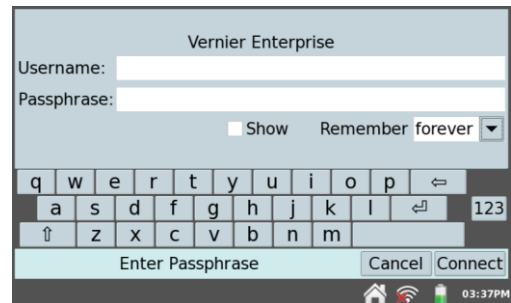 Vernier Enterprise
Username:
Passphrase:
Show Remember forever
q w e r t y u i o p ⇦
a s d f g h j k l ⏎ 123
⇧ z x c v b n m
Enter Passphrase Cancel Connect
03:37PM